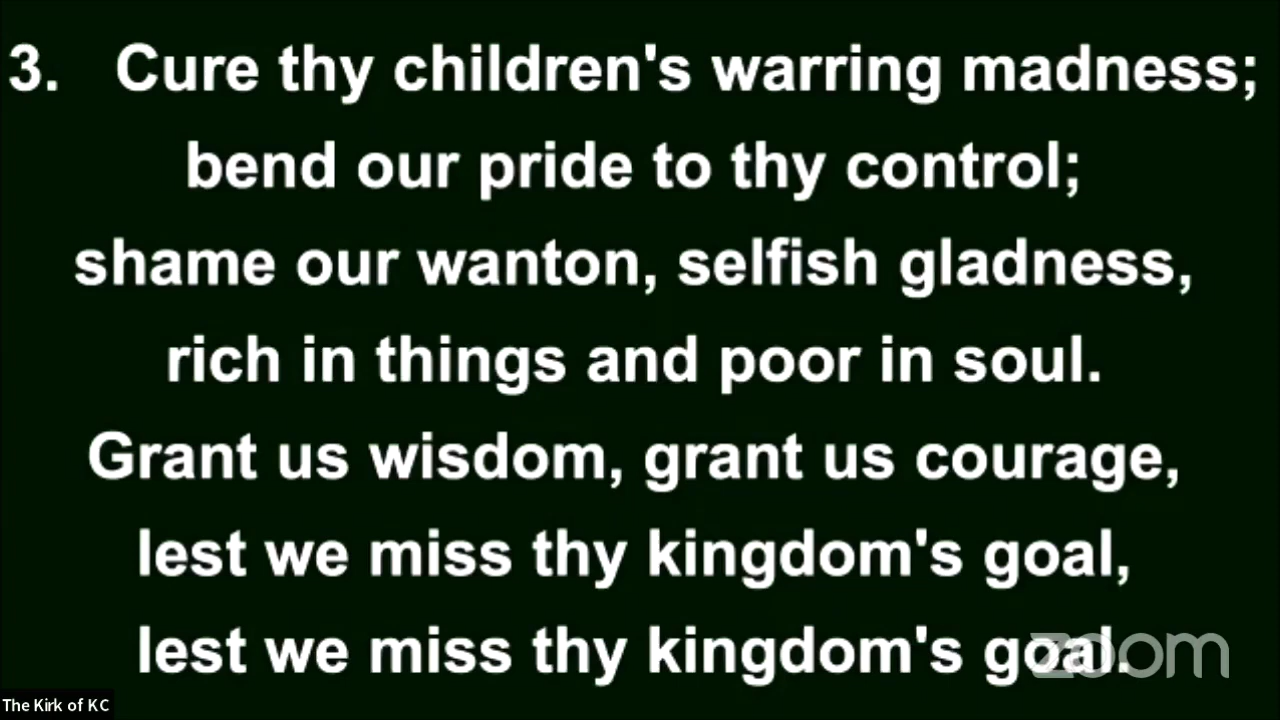 3. Cure thy children's warring madness;
bend our pride to thy control;
shame our wanton, selfish gladness,
rich in things and poor in soul.
Grant us wisdom, grant us courage,
lest we miss thy kingdom's goal,
lest we miss thy kingdom's goal.
zoom
The Kirk of KC